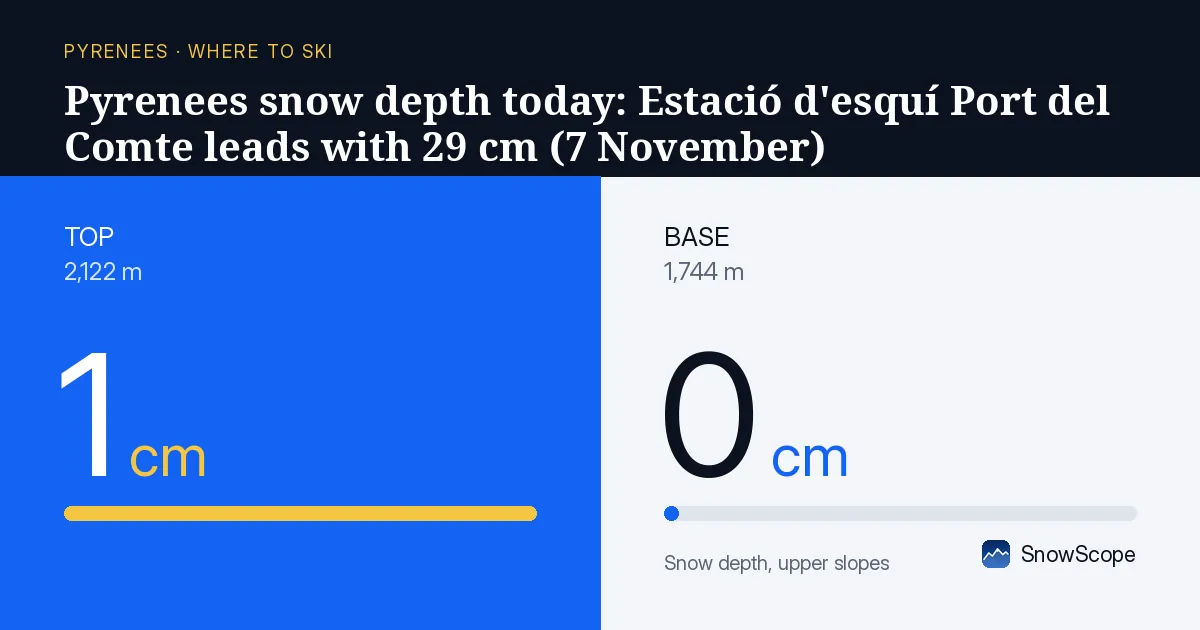 PYRENEES · WHERE TO SKI
Pyrenees snow depth today: Estació d'esquí Port del
Comte leads with 29 cm (7 November)
TOP
2,122 m
1 cm
BASE
1,744 m
0 cm
Snow depth, upper slopes
SnowScope